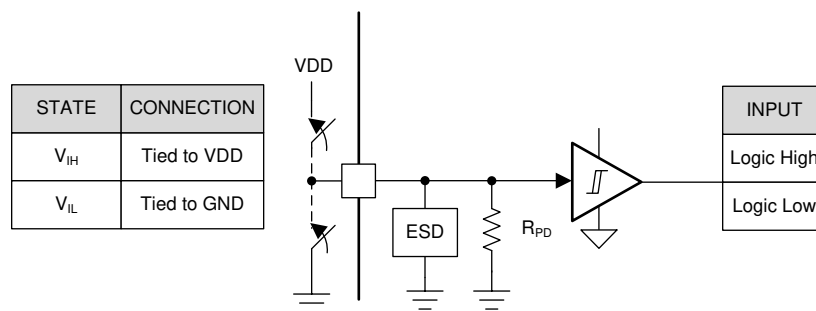 VDD
STATE CONNECTION
V_IH Tied to VDD
V_IL Tied to GND
ESD
R_PD
INPUT
Logic High
Logic Low